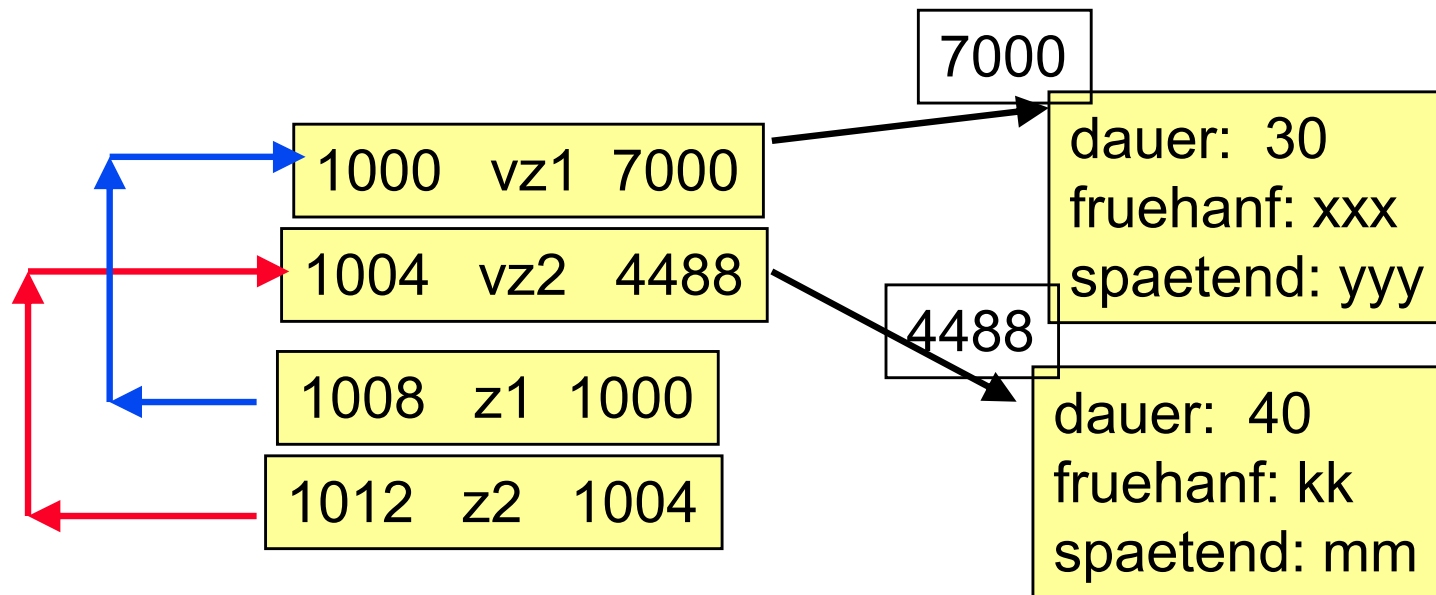 7000
1000 vz1 7000
1004 vz2 4488
1008 z1 1000
1012 z2 1004
dauer: 30
fruehanf: xxx
spaetend: yyy
4488
dauer: 40
fruehanf: kk
spaetend: mm